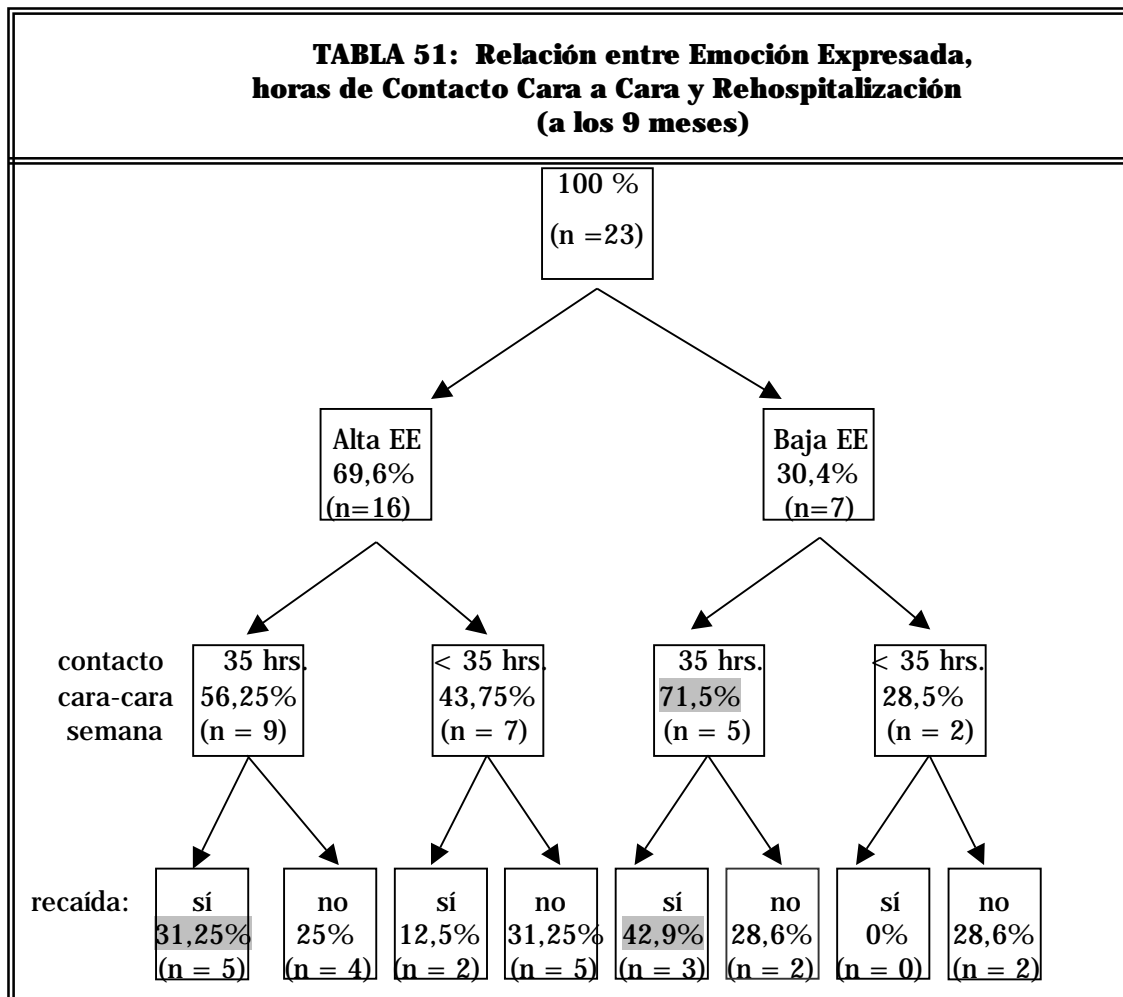 TABLA 51: Relación entre Emoción Expresada,
horas de Contacto Cara a Cara y Rehospitalización
(a los 9 meses)
100 %
(n =23)
Alta EE
69,6%
(n=16)
Baja EE
30,4%
(n=7)
contacto 35 hrs. < 35 hrs. 35 hrs. < 35 hrs.
cara-cara 56,25% 43,75% 71,5% 28,5%
semana (n = 9) (n = 7) (n = 5) (n = 2)
recaída: sí no sí no sí no sí no
31,25% 25% 12,5% 31,25% 42,9% 28,6% 0% 28,6%
(n = 5) (n = 4) (n = 2) (n = 5) (n = 3) (n = 2) (n = 0) (n = 2)